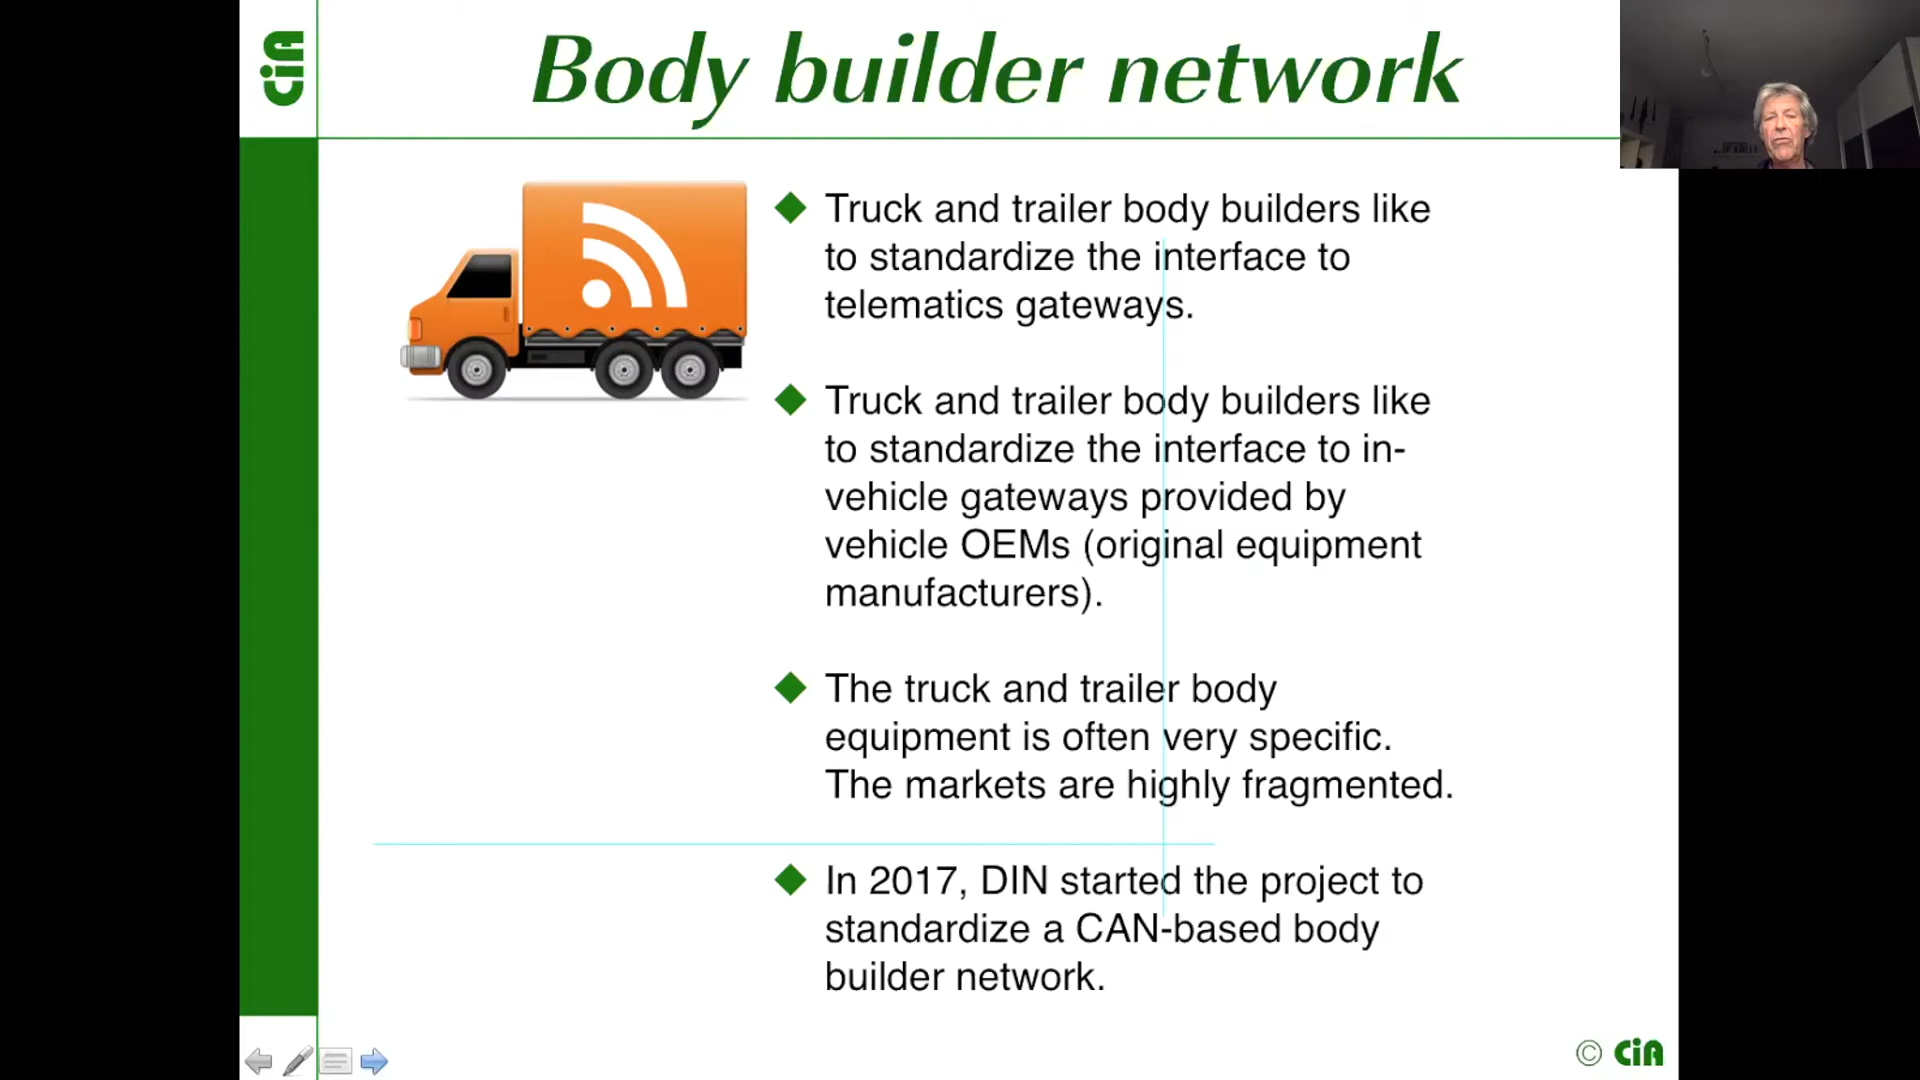 CiA
Body builder network
Truck and trailer body builders like
to standardize the interface to
telematics gateways.
Truck and trailer body builders like
to standardize the interface to in-
vehicle gateways provided by
vehicle OEMs (original equipment
manufacturers).
The truck and trailer body
equipment is often very specific.
The markets are highly fragmented.
In 2017, DIN started the project to
standardize a CAN-based body
builder network.
© CiA